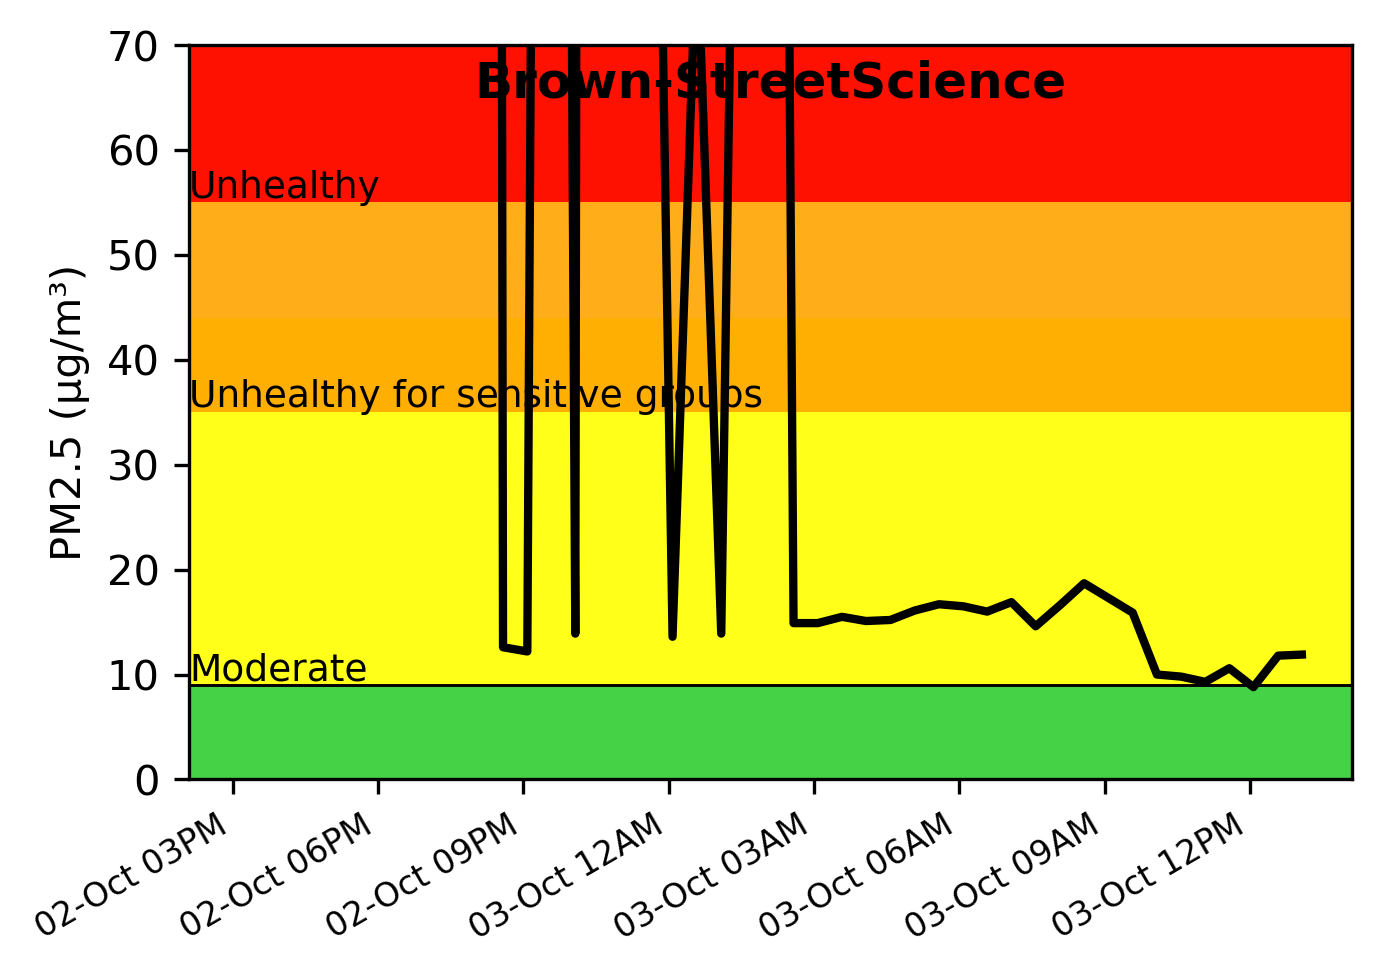 Brown-StreetScience
PM2.5 (µg/m³)
70
60
50
40
30
20
10
0
Unhealthy
Unhealthy for sensitive groups
Moderate
02-Oct 03PM
02-Oct 06PM
02-Oct 09PM
03-Oct 12AM
03-Oct 03AM
03-Oct 06AM
03-Oct 09AM
03-Oct 12PM